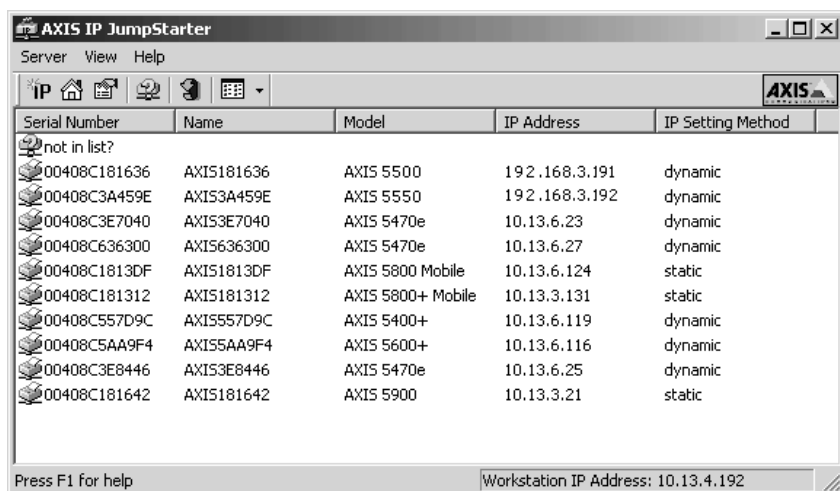 AXIS IP JumpStarter
Server View Help
IP AXIS
Serial Number Name Model IP Address IP Setting Method
not in list?
00408C181636 AXIS181636 AXIS 5500 192.168.3.191 dynamic
00408C3A459E AXIS3A459E AXIS 5550 192.168.3.192 dynamic
00408C3E7040 AXIS3E7040 AXIS 5470e 10.13.6.23 dynamic
00408C636300 AXIS636300 AXIS 5470e 10.13.6.27 dynamic
00408C1813DF AXIS1813DF AXIS 5800 Mobile 10.13.6.124 static
00408C181312 AXIS181312 AXIS 5800+ Mobile 10.13.3.131 static
00408C557D9C AXIS557D9C AXIS 5400+ 10.13.6.119 dynamic
00408C5AA9F4 AXIS5AA9F4 AXIS 5600+ 10.13.6.116 dynamic
00408C3E8446 AXIS3E8446 AXIS 5470e 10.13.6.25 dynamic
00408C181642 AXIS181642 AXIS 5900 10.13.3.21 static
Press F1 for help Workstation IP Address: 10.13.4.192